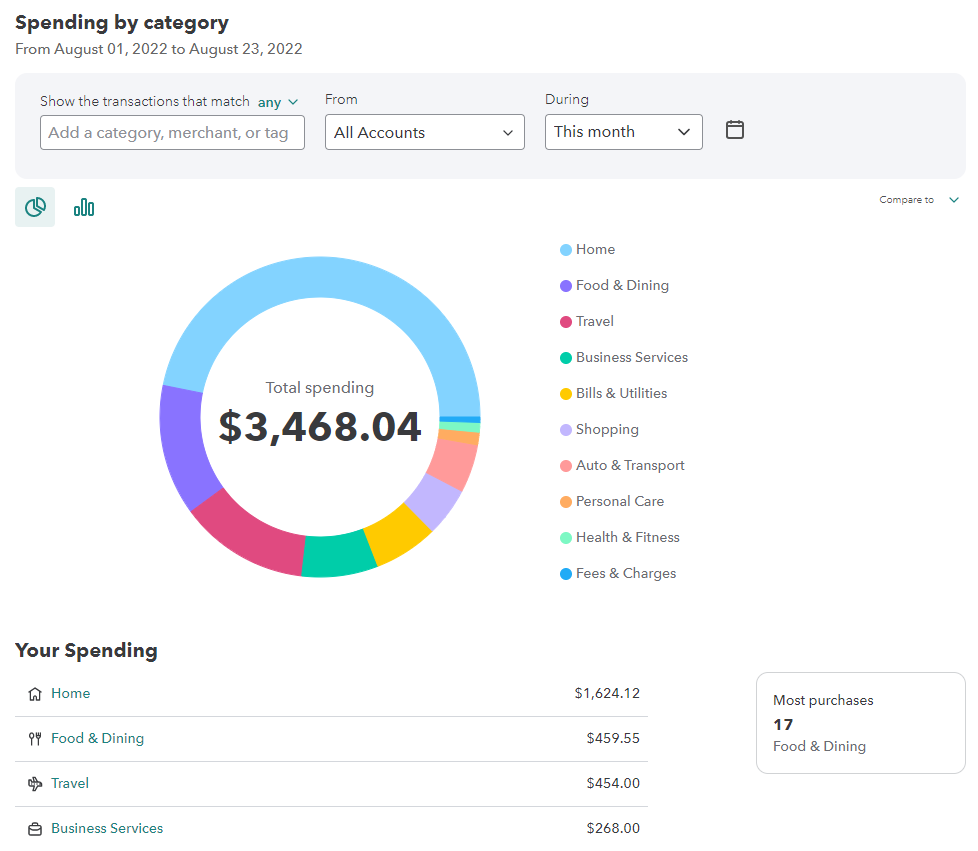 Spending by category
From August 01, 2022 to August 23, 2022
Show the transactions that match any
From
During
Add a category, merchant, or tag
All Accounts
This month
Compare to
Home
Food & Dining
Travel
Business Services
Bills & Utilities
Shopping
Auto & Transport
Personal Care
Health & Fitness
Fees & Charges
Total spending
$3,468.04
Your Spending
Home $1,624.12
Food & Dining $459.55
Travel $454.00
Business Services $268.00
Most purchases
17
Food & Dining